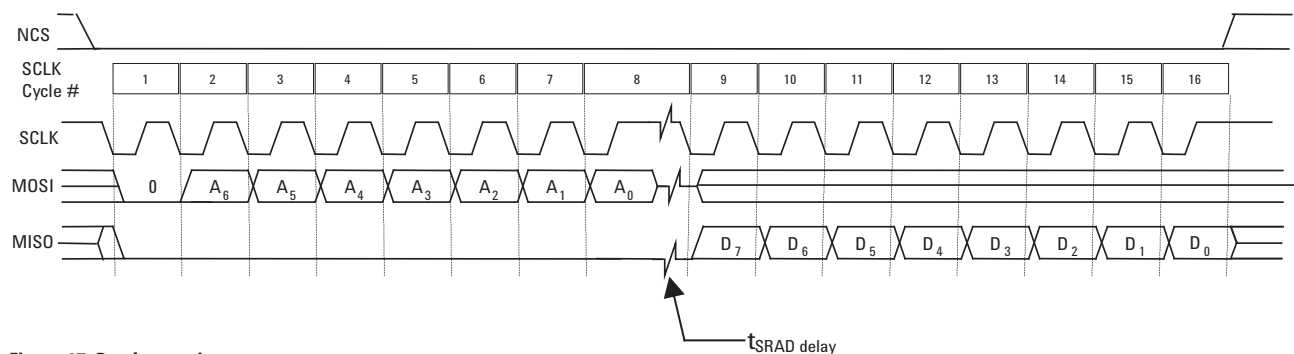 NCS
SCLK
Cycle #
1 2 3 4 5 6 7 8 9 10 11 12 13 14 15 16
SCLK
MOSI 0 A6 A5 A4 A3 A2 A1 A0
MISO D7 D6 D5 D4 D3 D2 D1 D0
tSRAD delay